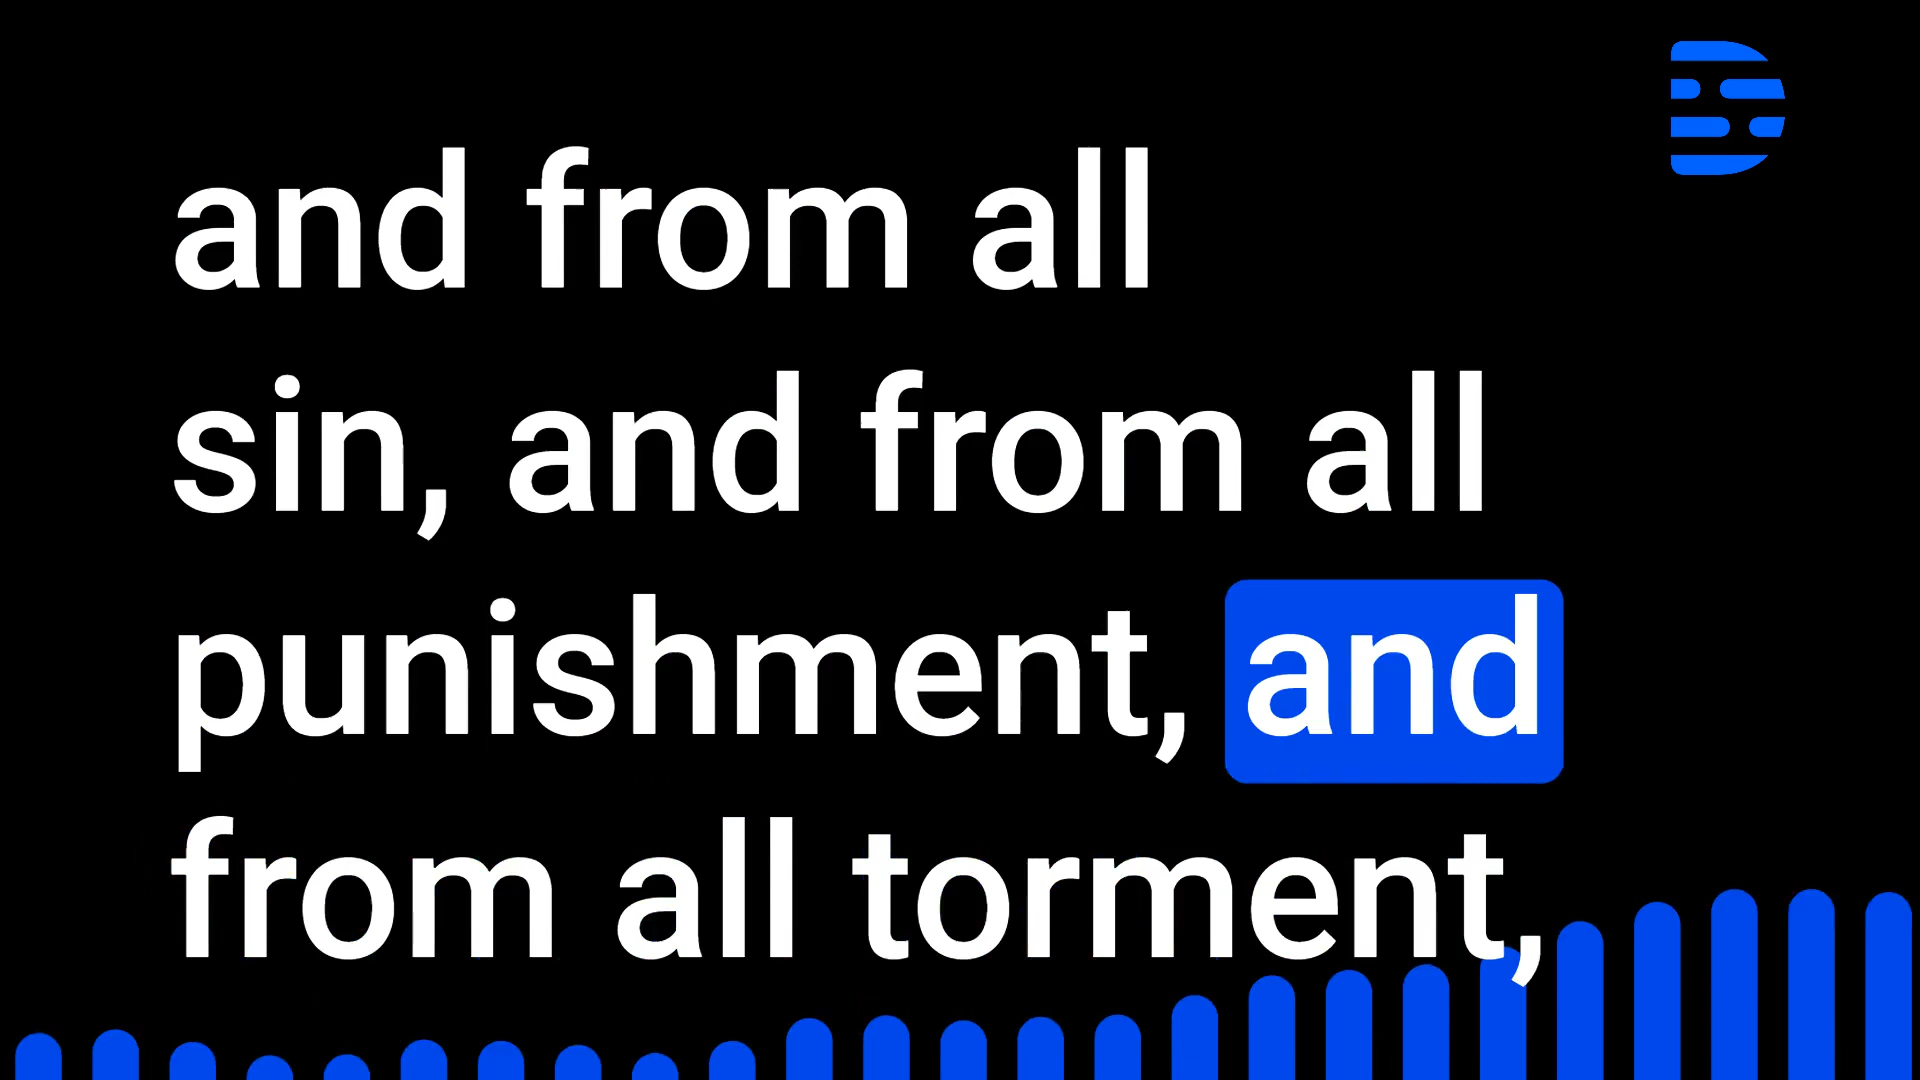 and from all
sin, and from all
punishment, and
from all torment,